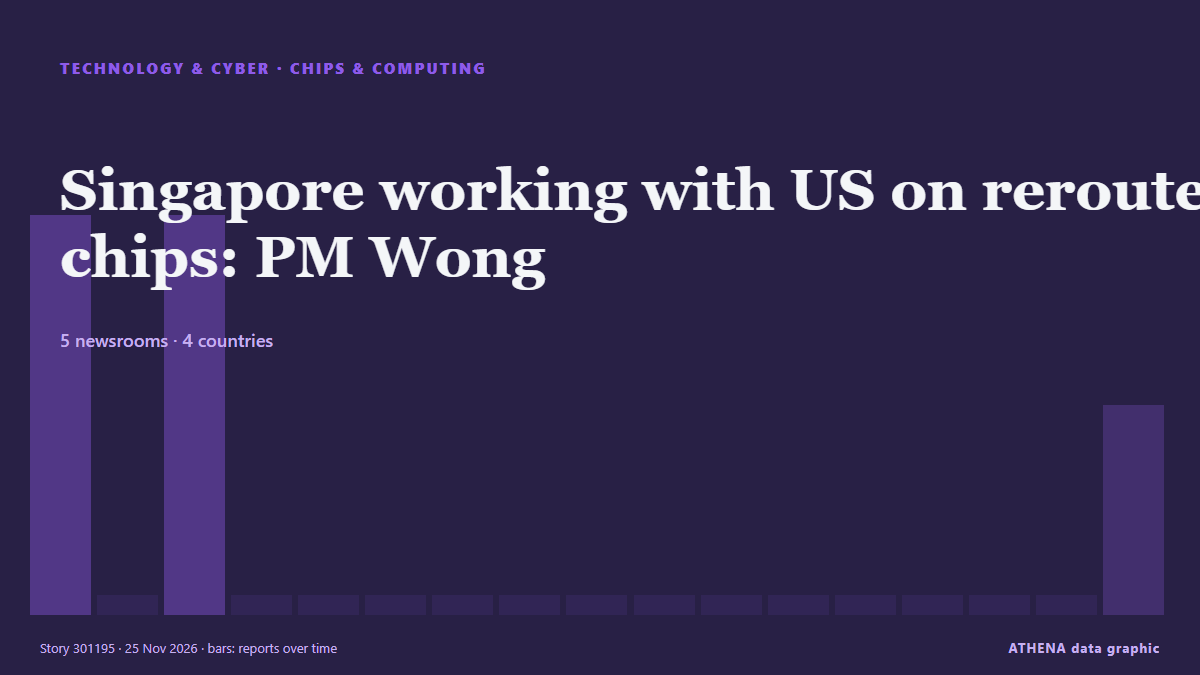 TECHNOLOGY & CYBER · CHIPS & COMPUTING
Singapore working with US on reroute
chips: PM Wong
5 newsrooms · 4 countries
Story 301195 · 25 Nov 2026 · bars: reports over time
ATHENA data graphic